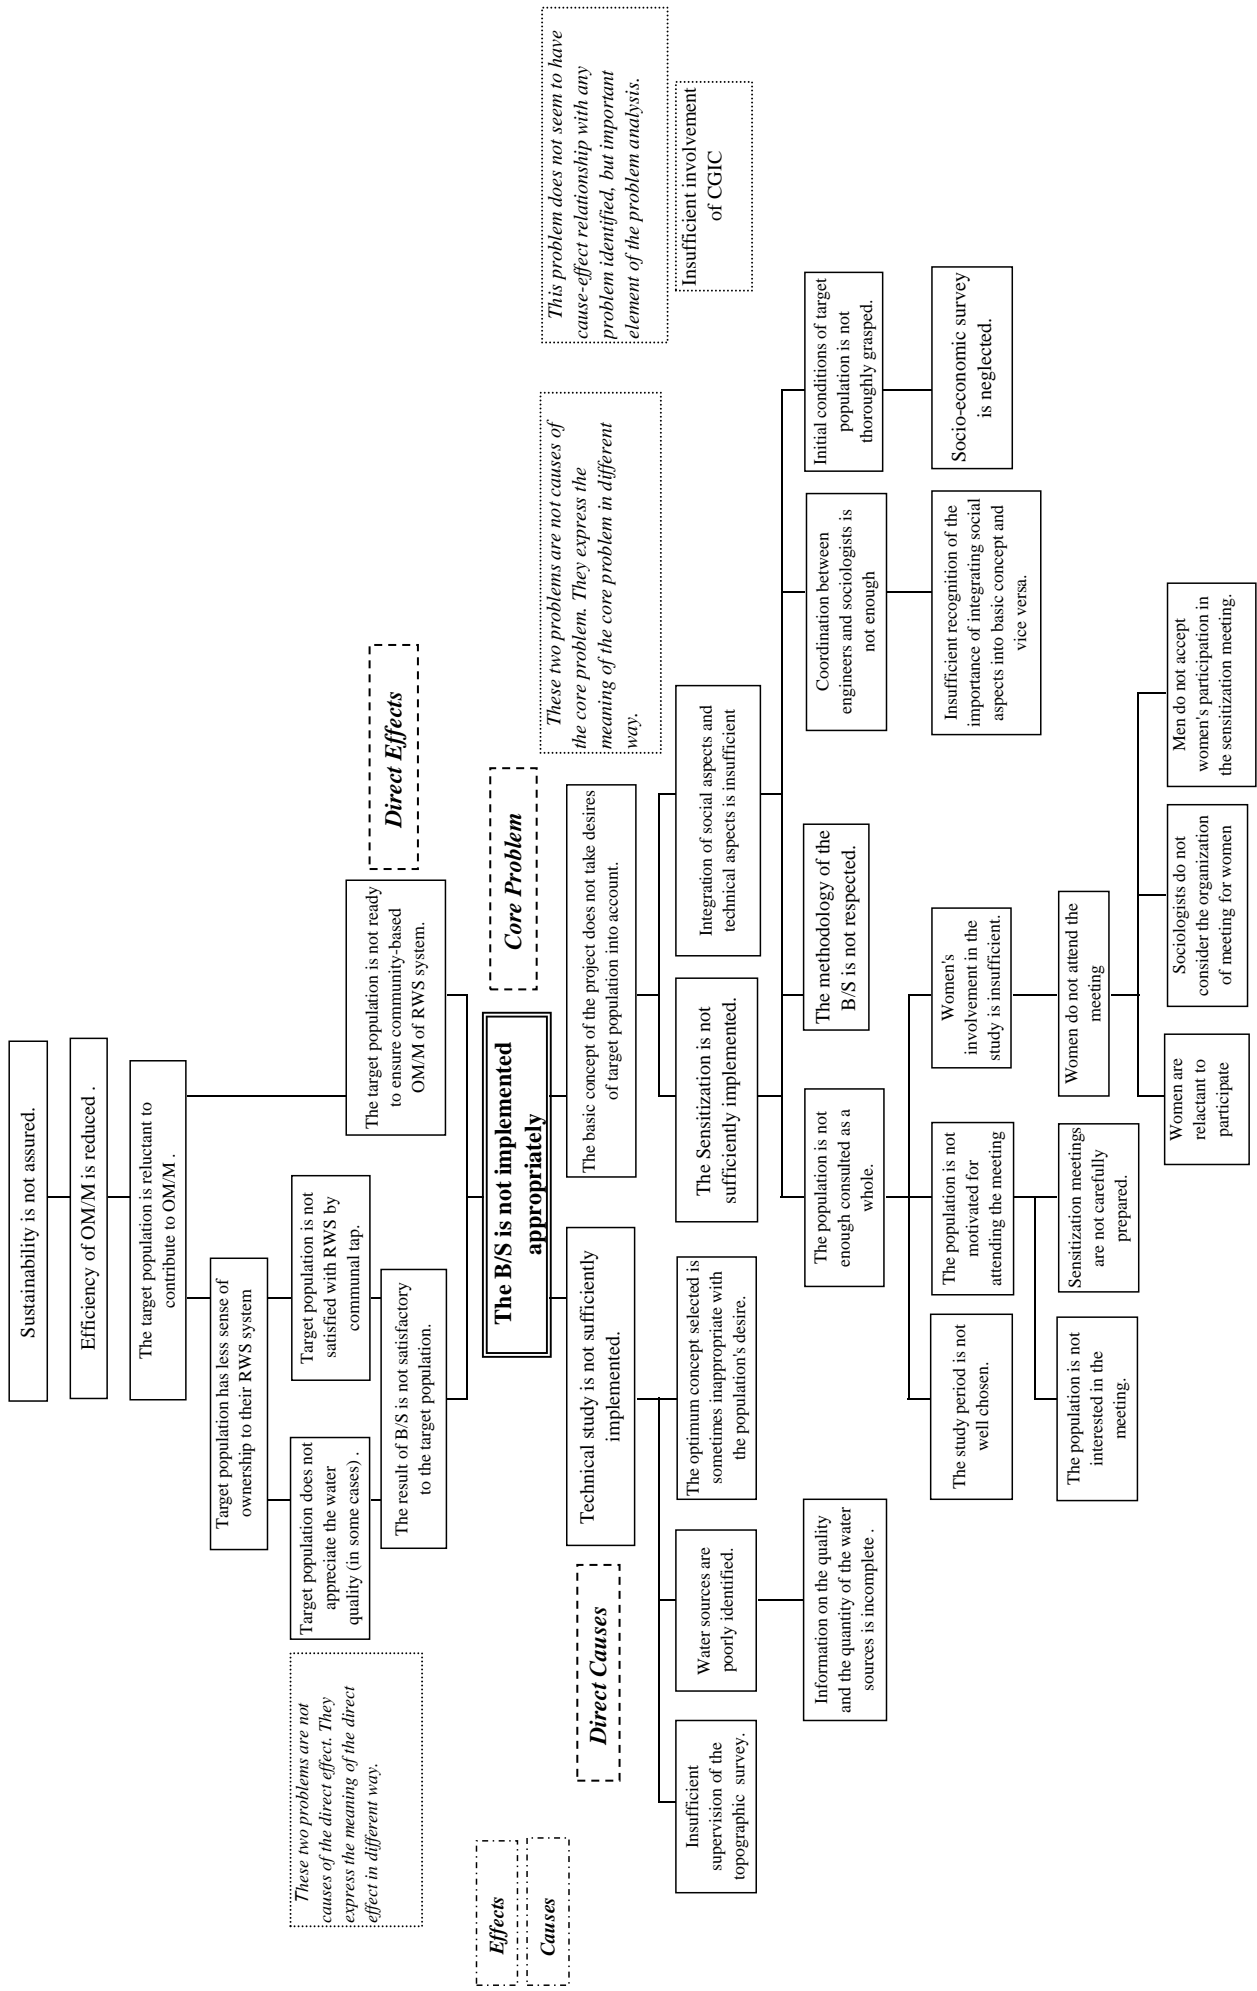 Sustainability is not assured.
Efficiency of OM/M is reduced .
The target population is reluctant to
contribute to OM/M .
Target population has less sense of
ownership to their RWS system
These two problems are not
causes of the direct effect. They
express the meaning of the direct
effect in different way.
Target population does not
appreciate the water
quality (in some cases) .
Target population is not
satisfied with RWS by
communal tap.
The result of B/S is not satisfactory
to the target population.
The target population is not ready
to ensure community-based
OM/M of RWS system.
Direct Effects
Effects
Causes
The B/S is not implemented
appropriately
Core Problem
These two problems are not causes of
the core problem. They express the
meaning of the core problem in different
way.
This problem does not seem to have
cause-effect relationship with any
problem identified, but important
element of the problem analysis.
Direct Causes
Technical study is not sufficiently
implemented.
The basic concept of the project does not take desires
of target population into account.
Insufficient
supervision of the
topographic survey.
Water sources are
poorly identified.
The optimum concept selected is
sometimes inappropriate with
the population's desire.
The Sensitization is not
sufficiently implemented.
Integration of social aspects and
technical aspects is insufficient
Insufficient involvement
of CGIC
Information on the quality
and the quantity of the water
sources is incomplete .
The population is not
enough consulted as a
whole.
The methodology of the
B/S is not respected.
Coordination between
engineers and sociologists is
not enough
Initial conditions of target
population is not
thoroughly grasped.
The study period is not
well chosen.
The population is not
motivated for
attending the meeting
Women's
involvement in the
study is insufficient.
Insufficient recognition of the
importance of integrating social
aspects into basic concept and
vice versa.
Socio-economic survey
is neglected.
The population is not
interested in the
meeting.
Sensitization meetings
are not carefully
prepared.
Women do not attend the
meeting
Women are
relactant to
participate
Sociologists do not
consider the organization
of meeting for women
Men do not accept
women's participation in
the sensitization meeting.